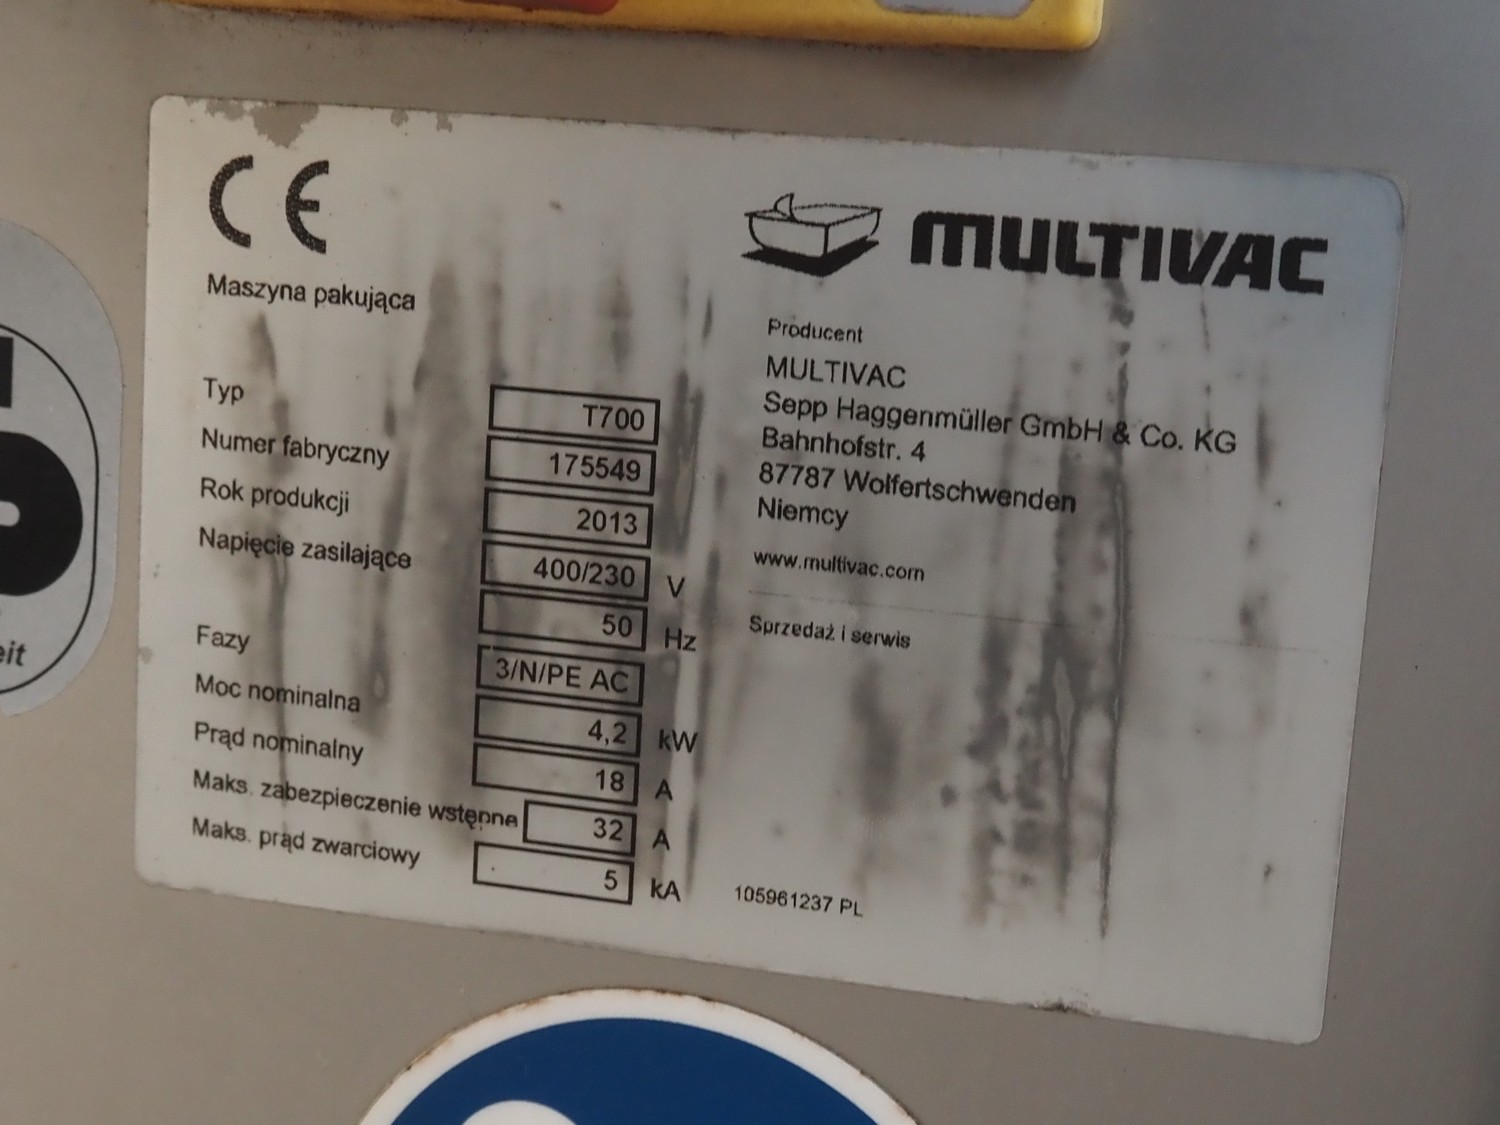 CE
MULTIVAC
Maszyna pakująca
Typ T700
Numer fabryczny 175549
Rok produkcji 2013
Napięcie zasilające 400/230 V
50 Hz
Fazy 3/N/PE AC
Moc nominalna 4,2 kW
Prąd nominalny 18 A
Maks. zabezpieczenie wstępne 32 A
Maks. prąd zwarciowy 5 kA
Producent
MULTIVAC
Sepp Haggenmüller GmbH & Co. KG
Bahnhofstr. 4
87787 Wolfertschwenden
Niemcy
www.multivac.com
Sprzedaż i serwis
105961237 PL
eit